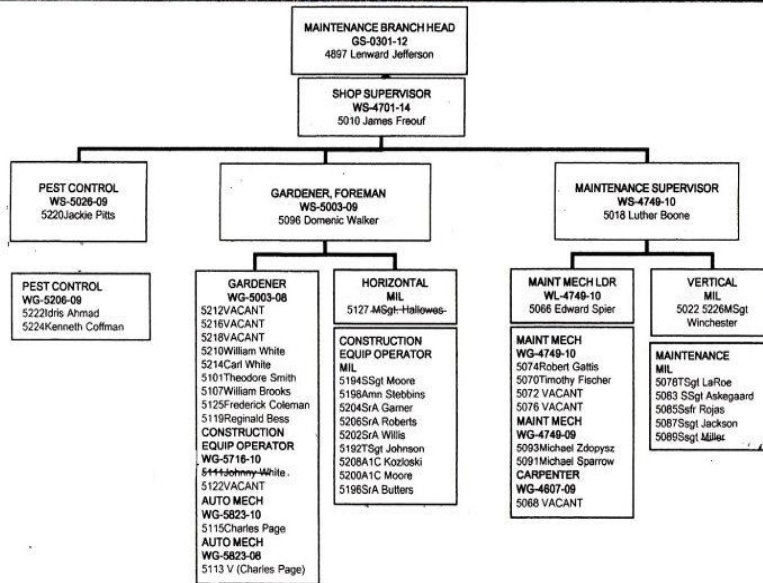 MAINTENANCE BRANCH HEAD
GS-0301-12
4897 Lenward Jefferson
SHOP SUPERVISOR
WS-4701-14
5010 James Freouf
PEST CONTROL
WS-5026-09
5220Jackie Pitts
GARDENER, FOREMAN
WS-5003-09
5096 Domenic Walker
MAINTENANCE SUPERVISOR
WS-4749-10
5018 Luther Boone
PEST CONTROL
WG-5206-09
5222Idris Ahmad
5224Kenneth Coffman
GARDENER
WG-5003-08
5212VACANT
5216VACANT
5218VACANT
5210William White
5214Carl White
5101Theodore Smith
5107William Brooks
5125Frederick Coleman
5119Reginald Bess
CONSTRUCTION
EQUIP OPERATOR
WG-5716-10
5111Johnny White
5122VACANT
AUTO MECH
WG-5823-10
5115Charles Page
AUTO MECH
WG-5823-08
5113 V (Charles Page)
HORIZONTAL
MIL
5127 MSgt. Hallowes
CONSTRUCTION
EQUIP OPERATOR
MIL
5194SSgt Moore
5198Amn Stebbins
5204SrA Garner
5206SrA Roberts
5202SrA Willis
5192TSgt Johnson
5208A1C Kozloski
5200A1C Moore
5196SrA Butters
MAINT MECH LDR
WL-4749-10
5066 Edward Spier
MAINT MECH
WG-4749-10
5074Robert Gattis
5070Timothy Fischer
5072 VACANT
5076 VACANT
MAINT MECH
WG-4749-09
5093Michael Zdopysz
5091Michael Sparrow
CARPENTER
WG-4607-09
5068 VACANT
VERTICAL
MIL
5022 5226MSgt
Winchester
MAINTENANCE
MIL
5078TSgt LaRoe
5083 SSgt Askegaard
5085Ssfr Rojas
5087Ssgt Jackson
5089Ssgt Miller